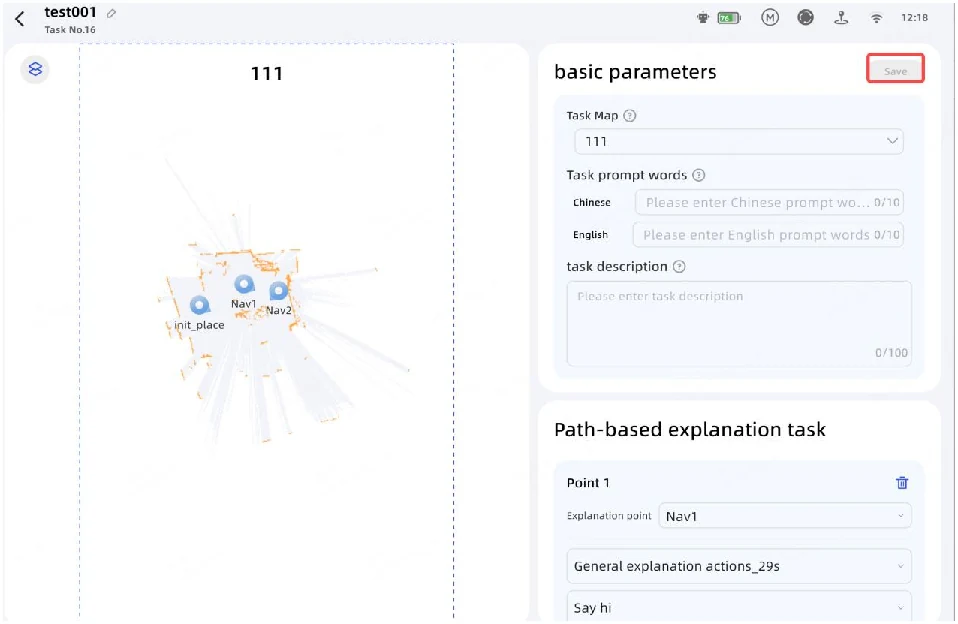 test001
Task No.16
76
M
12:18
111
Nav1
Nav2
init_place
basic parameters
Save
Task Map ?
111
Task prompt words ?
Chinese Please enter Chinese prompt wo... 0/10
English Please enter English prompt words 0/10
task description ?
Please enter task description
0/100
Path-based explanation task
Point 1
Explanation point Nav1
General explanation actions_29s
Say hi